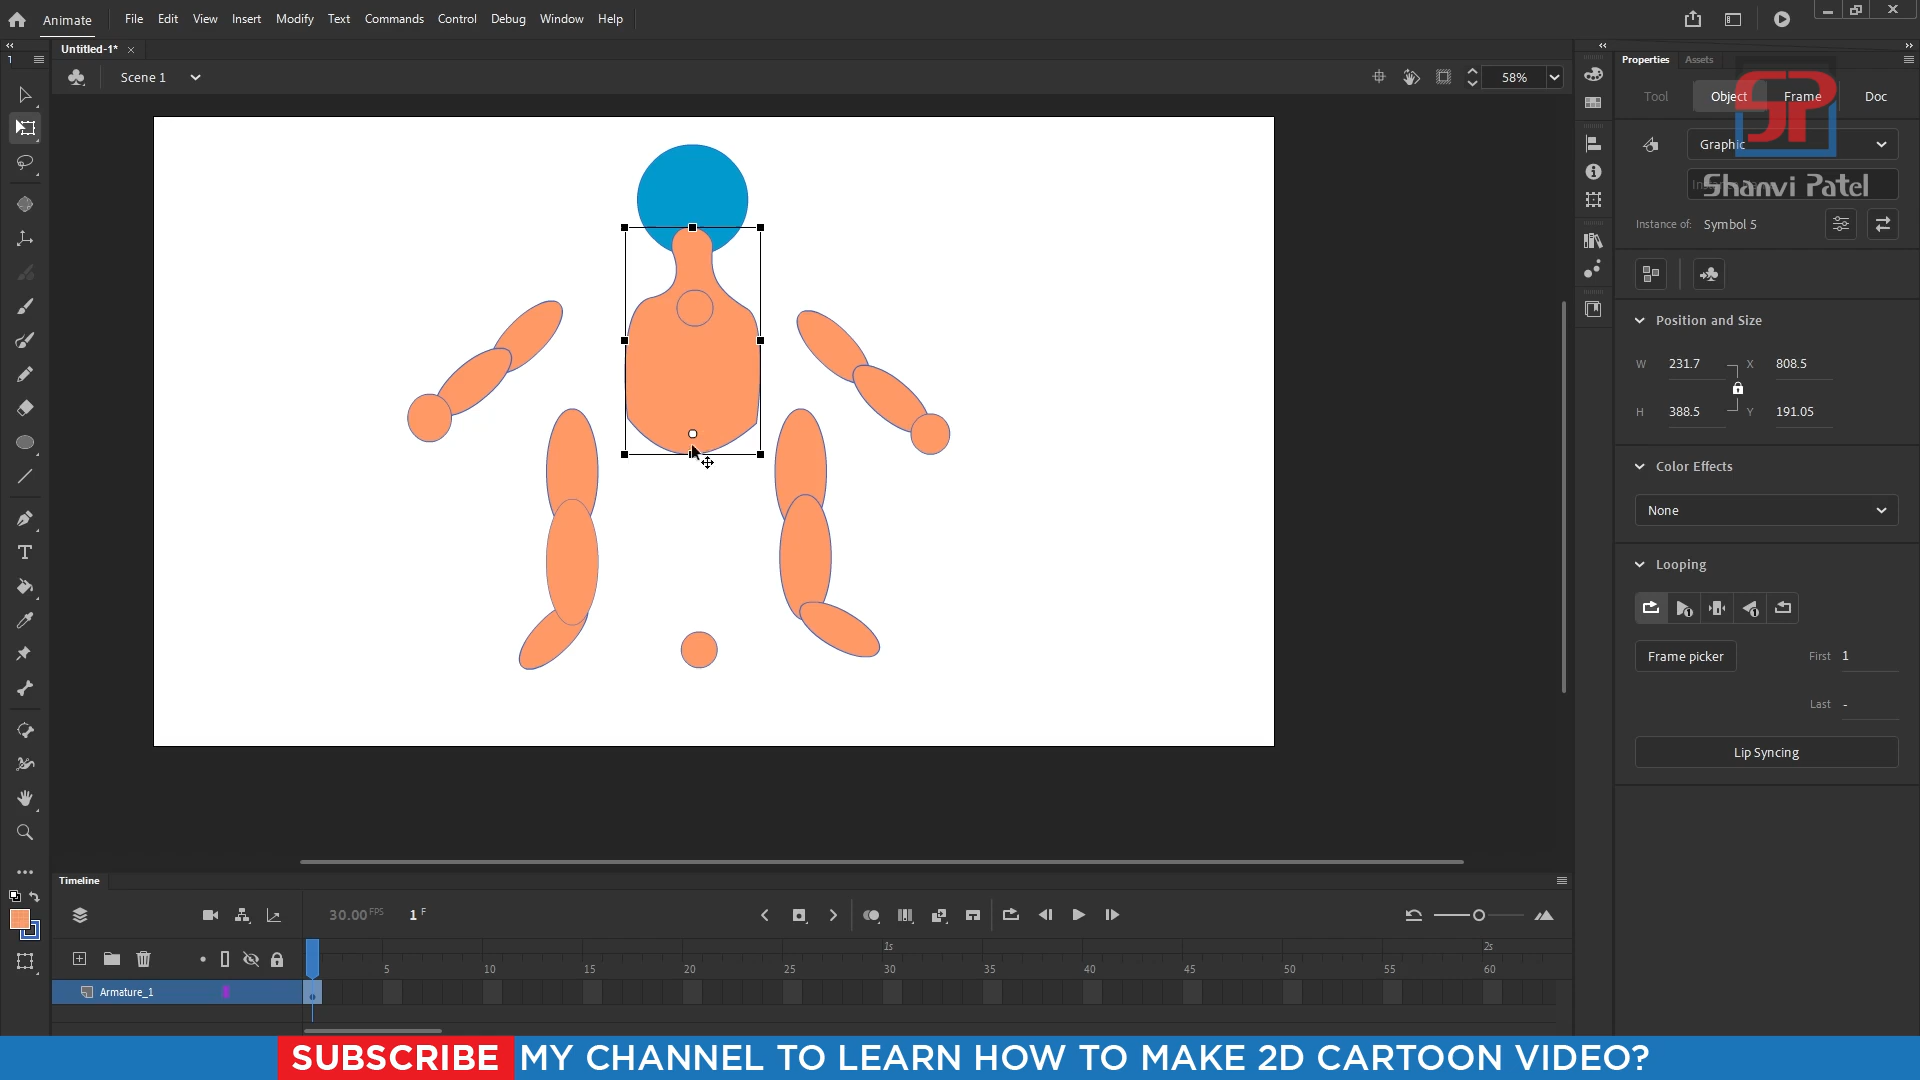 Animate File Edit View Insert Modify Text Commands Control Debug Window Help
Untitled-1*
Scene 1
58%
Properties Assets
Tool Object Frame Doc
Graphic
Shanvi Patel
Instance of: Symbol 5
Position and Size
W 231.7 X 808.5
H 388.5 Y 191.05
Color Effects
None
Looping
Frame picker First 1
Last -
Lip Syncing
Timeline
30.00 FPS 1 F
1s 2s
5 10 15 20 25 30 35 40 45 50 55 60
Armature_1
SUBSCRIBE MY CHANNEL TO LEARN HOW TO MAKE 2D CARTOON VIDEO?